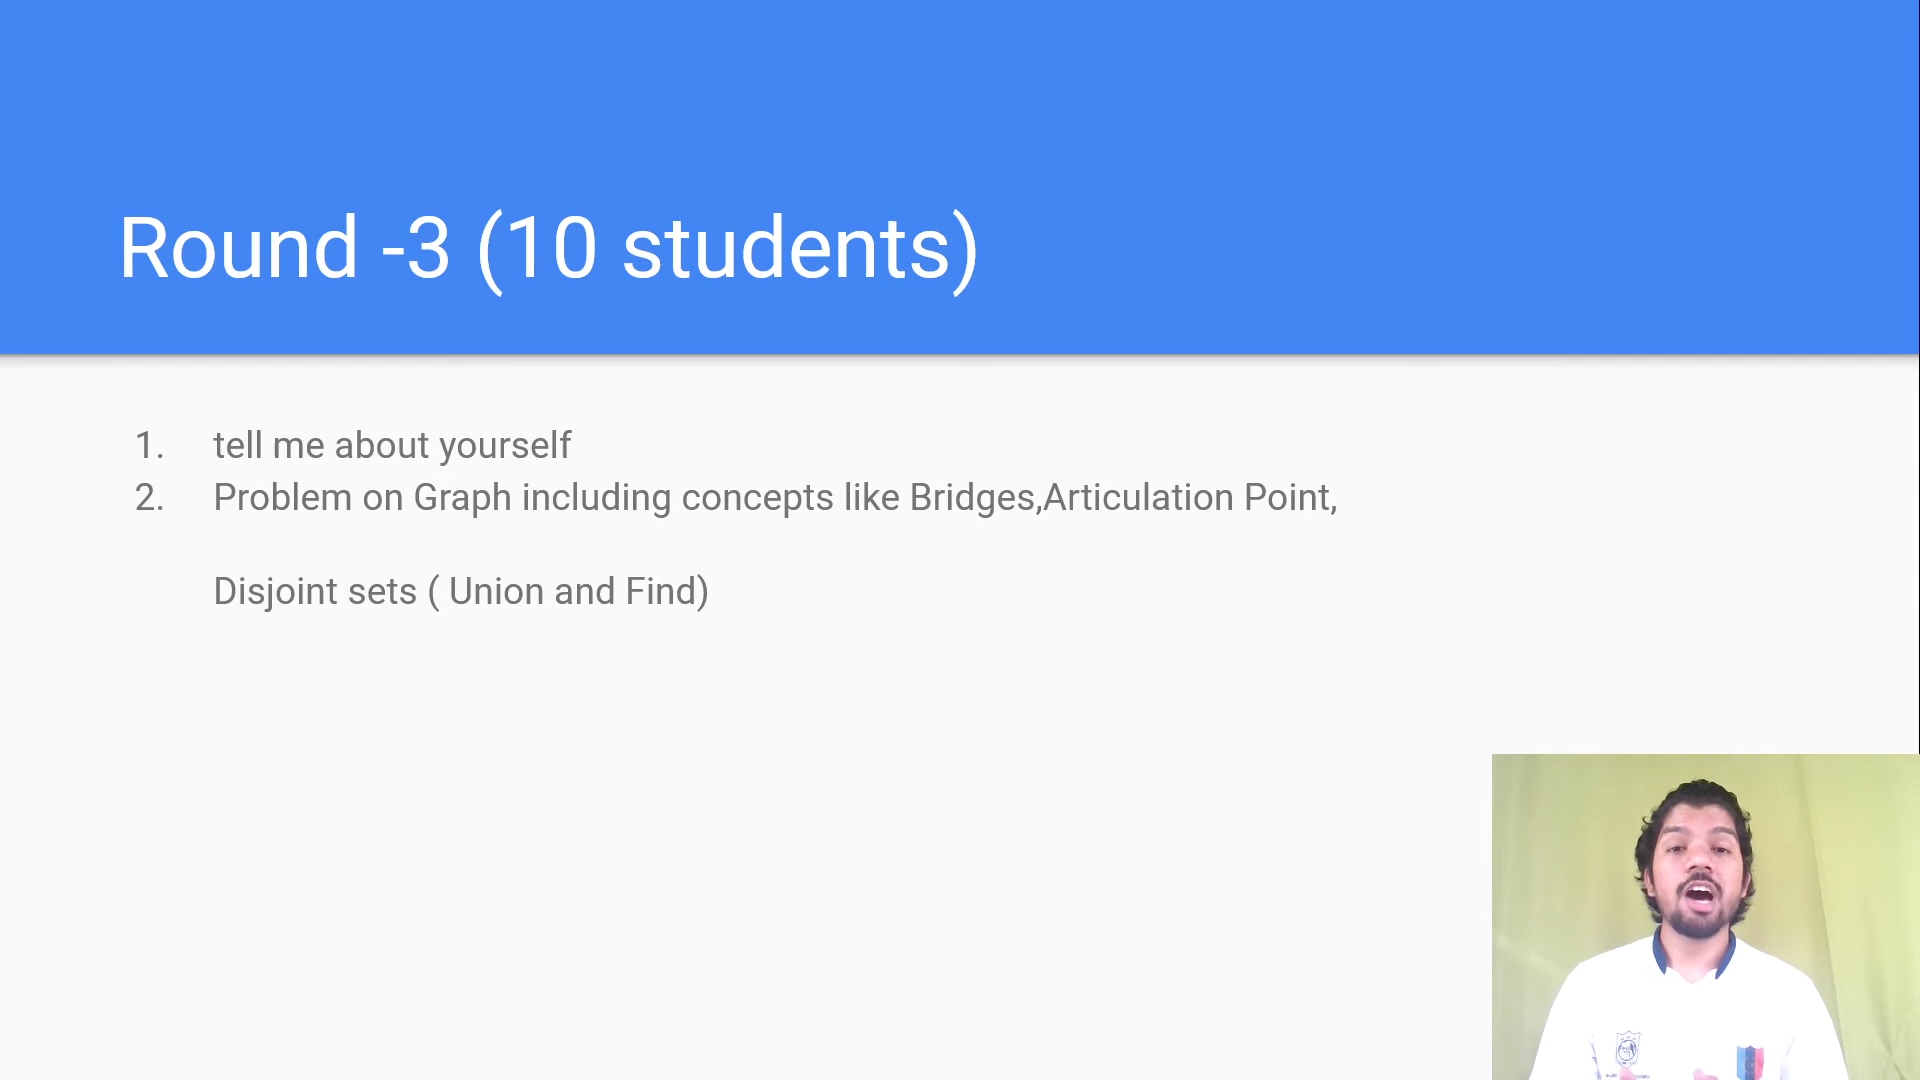 Round -3 (10 students)
1. tell me about yourself
2. Problem on Graph including concepts like Bridges,Articulation Point,
Disjoint sets ( Union and Find)